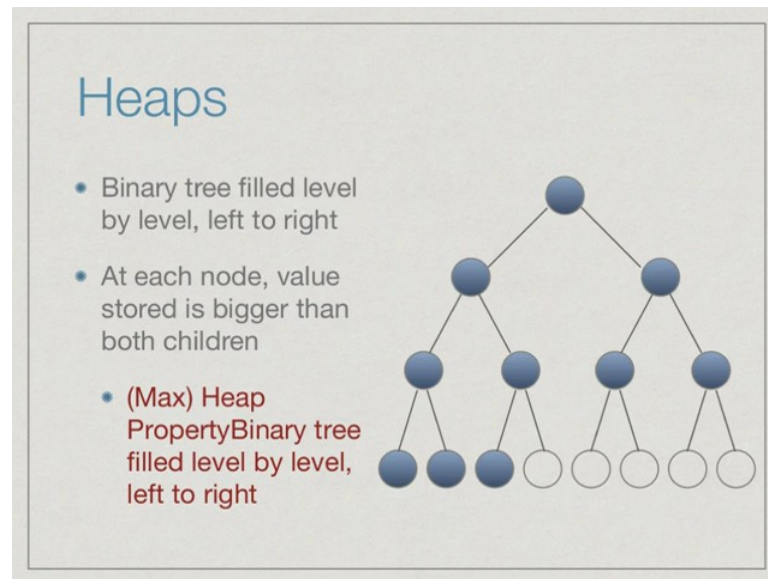 Heaps
Binary tree filled level
by level, left to right
At each node, value
stored is bigger than
both children
(Max) Heap
PropertyBinary tree
filled level by level,
left to right